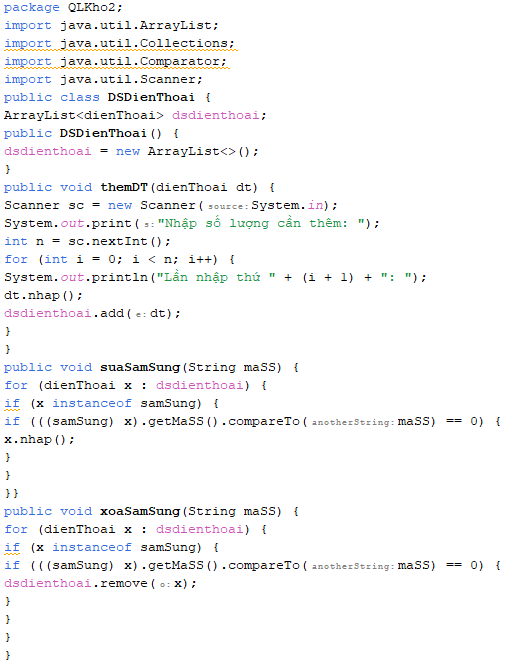 package QLKho2;
import java.util.ArrayList;
import java.util.Collections;
import java.util.Comparator;
import java.util.Scanner;
public class DSDienThoai {
ArrayList<dienThoai> dsdienthoai;
public DSDienThoai() {
dsdienthoai = new ArrayList<>();
}
public void themDT(dienThoai dt) {
Scanner sc = new Scanner(source:System.in);
System.out.print(s:"Nhập số lượng cần thêm: ");
int n = sc.nextInt();
for (int i = 0; i < n; i++) {
System.out.println("Lần nhập thứ " + (i + 1) + ": ");
dt.nhap();
dsdienthoai.add(e:dt);
}
}
public void suaSamSung(String maSS) {
for (dienThoai x : dsdienthoai) {
if (x instanceof samSung) {
if (((samSung) x).getMaSS().compareTo(anotherString:maSS) == 0) {
x.nhap();
}
}
}}
public void xoaSamSung(String maSS) {
for (dienThoai x : dsdienthoai) {
if (x instanceof samSung) {
if (((samSung) x).getMaSS().compareTo(anotherString:maSS) == 0) {
dsdienthoai.remove(o:x);
}
}
}
}